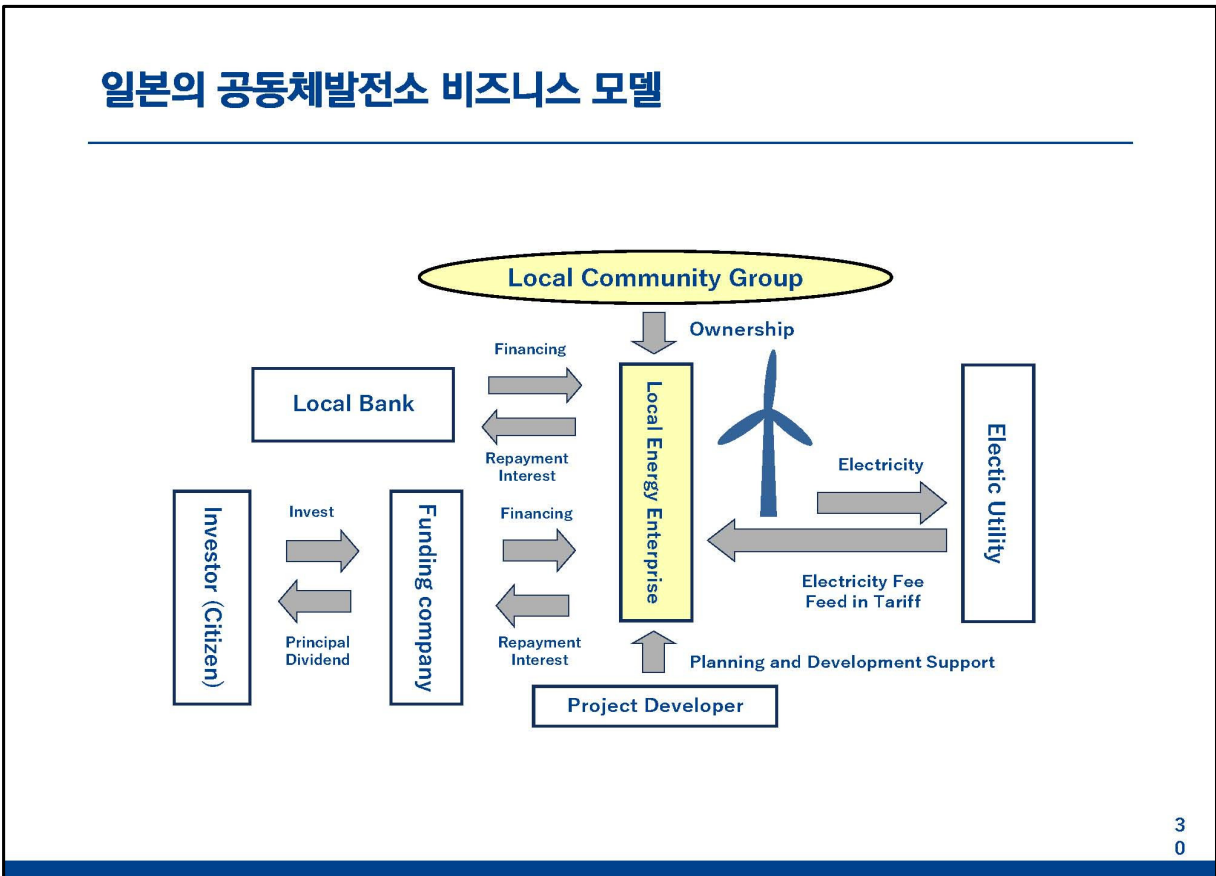 일본의 공동체발전소 비즈니스 모델
Local Community Group
Ownership
Financing
Local Bank
Repayment
Interest
Local Energy Enterprise
Electricity
Electic Utility
Electricity Fee
Feed in Tariff
Investor (Citizen)
Invest
Principal
Dividend
Funding company
Financing
Repayment
Interest
Planning and Development Support
Project Developer
3
0